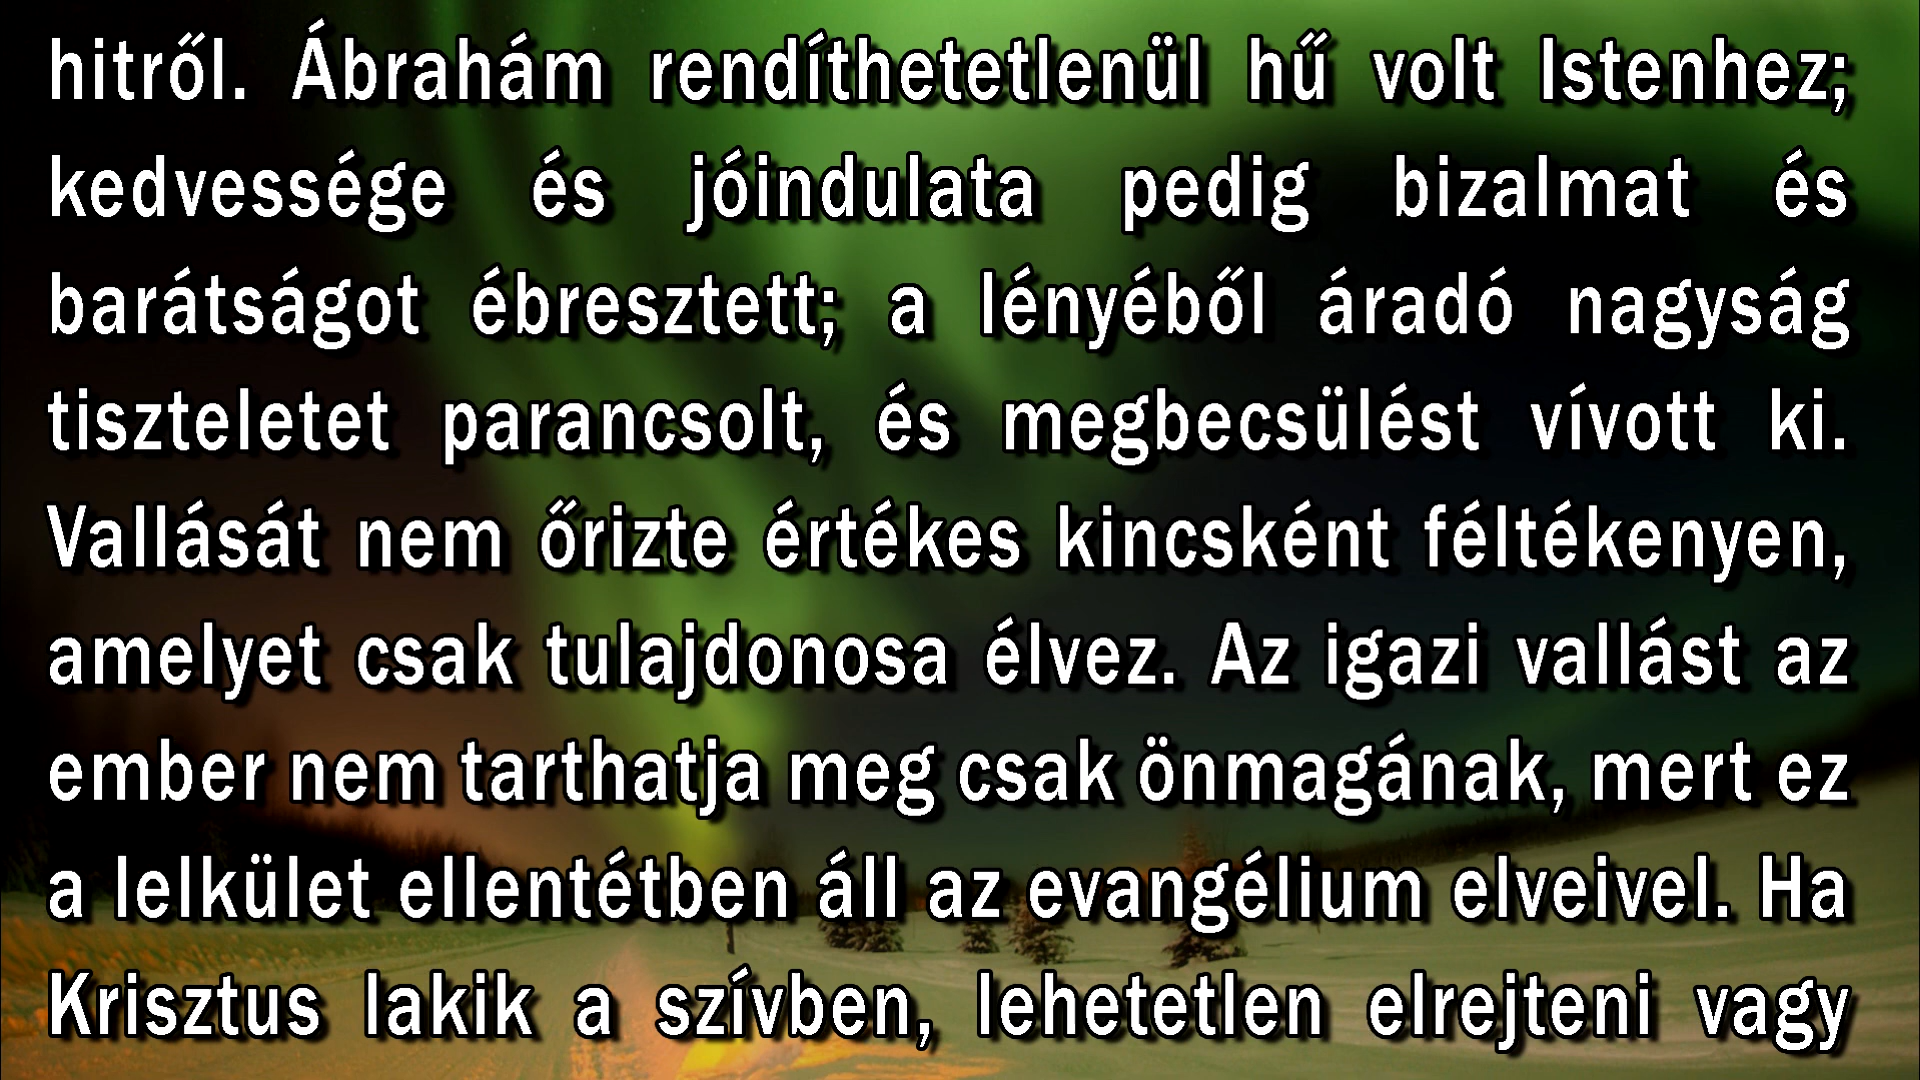 hitről. Ábrahám rendíthetetlenül hű volt Istenhez;
kedvessége és jóindulata pedig bizalmat és
barátságot ébresztett; a lényéből áradó nagyság
tiszteletet parancsolt, és megbecsülést vívott ki.
Vallását nem őrizte értékes kincsként féltékenyen,
amelyet csak tulajdonosa élvez. Az igazi vallást az
ember nem tarthatja meg csak önmagának, mert ez
a lelkület ellentétben áll az evangélium elveivel. Ha
Krisztus lakik a szívben, lehetetlen elrejteni vagy